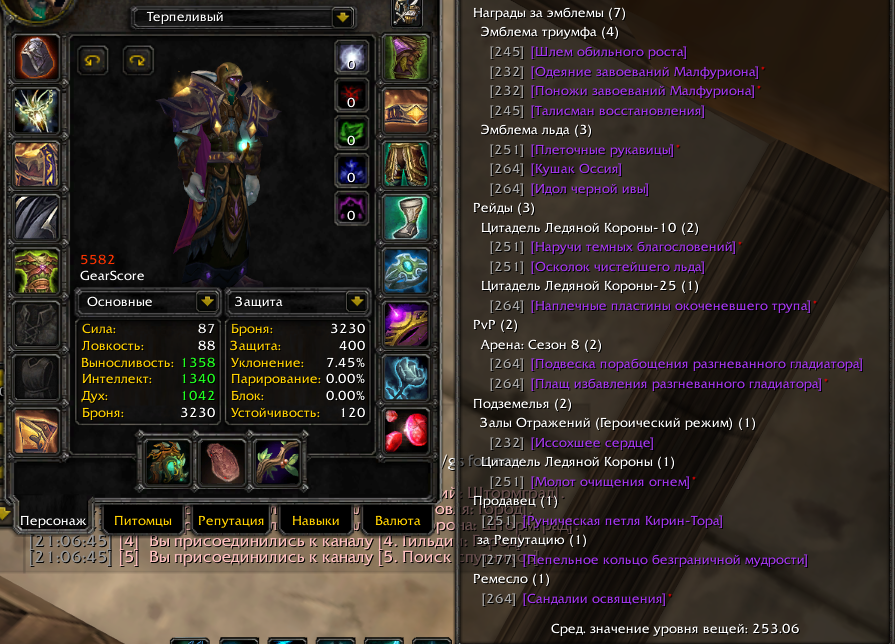 Терпеливый
0
0
0
0
0
5582
GearScore
Основные
Защита
Сила: 87
Ловкость: 88
Выносливость: 1358
Интеллект: 1340
Дух: 1042
Броня: 3230
Броня: 3230
Защита: 400
Уклонение: 7.45%
Парирование: 0.00%
Блок: 0.00%
Устойчивость: 120
Персонаж
Питомцы
Репутация
Навыки
Валюта
[21:06:45] [4] Вы присоединились к каналу [4.
[21:06:45] [5] Вы присоединились к каналу [5. Поиск
Награды за эмблемы (7)
Эмблема триумфа (4)
[245] [Шлем обильного роста]
[232] [Одеяние завоеваний Малфуриона]*
[232] [Поножи завоеваний Малфуриона]*
[245] [Талисман восстановления]
Эмблема льда (3)
[251] [Плеточные рукавицы]*
[264] [Кушак Оссия]
[264] [Идол черной ивы]
Рейды (3)
Цитадель Ледяной Короны-10 (2)
[251] [Наручи темных благословений]*
[251] [Осколок чистейшего льда]
Цитадель Ледяной Короны-25 (1)
[264] [Наплечные пластины окоченевшего трупа]*
PvP (2)
Арена: Сезон 8 (2)
[264] [Подвеска порабощения разгневанного гладиатора]
[264] [Плащ избавления разгневанного гладиатора]*
Подземелья (2)
Залы Отражений (Героический режим) (1)
[232] [Иссохшее сердце]
Цитадель Ледяной Короны (1)
[251] [Молот очищения огнем]*
Продавец (1)
[251] [Руническая петля Кирин-Тора]
за Репутацию (1)
[277] [Пепельное кольцо безграничной мудрости]
Ремесло (1)
[264] [Сандалии освящения]*
Сред. значение уровня вещей: 253.06